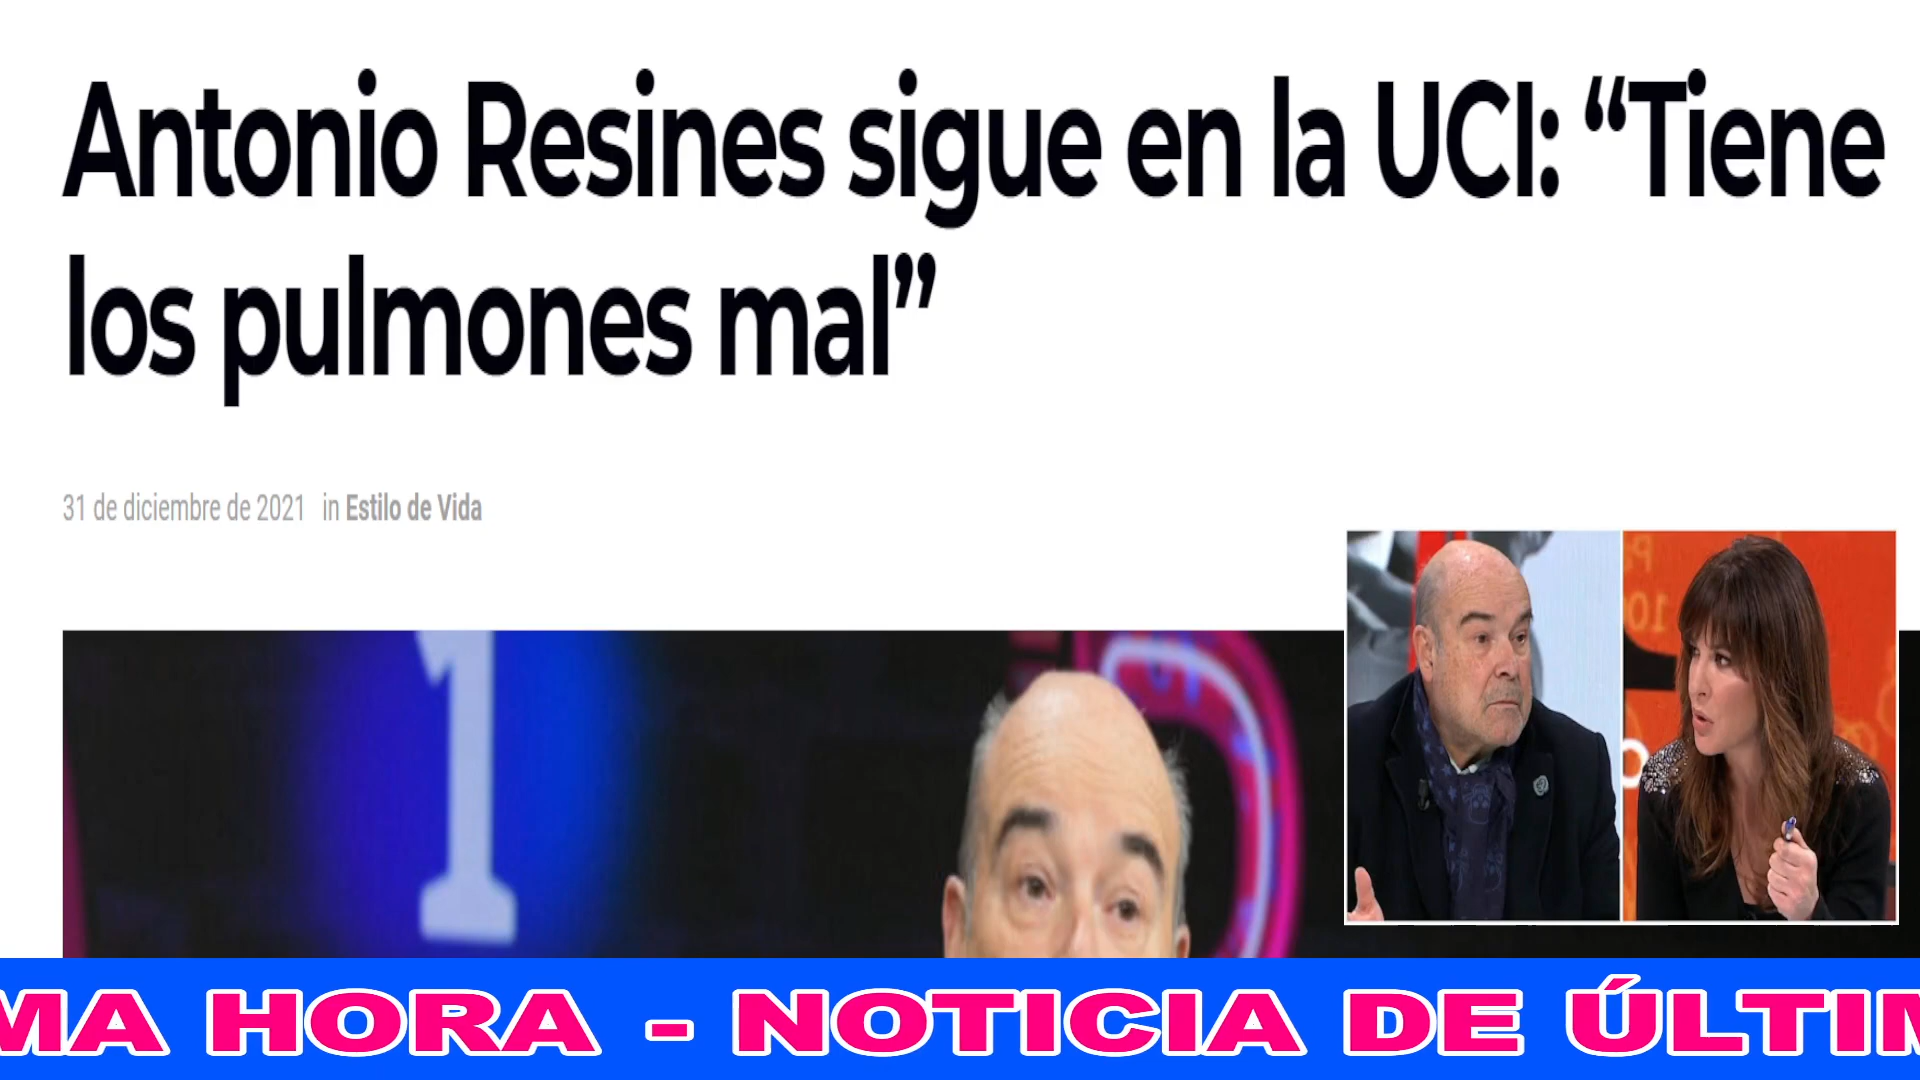 Antonio Resines sigue en la UCI: “Tiene
los pulmones mal”
31 de diciembre de 2021 in Estilo de Vida
1
MA HORA - NOTICIA DE ÚLTIM